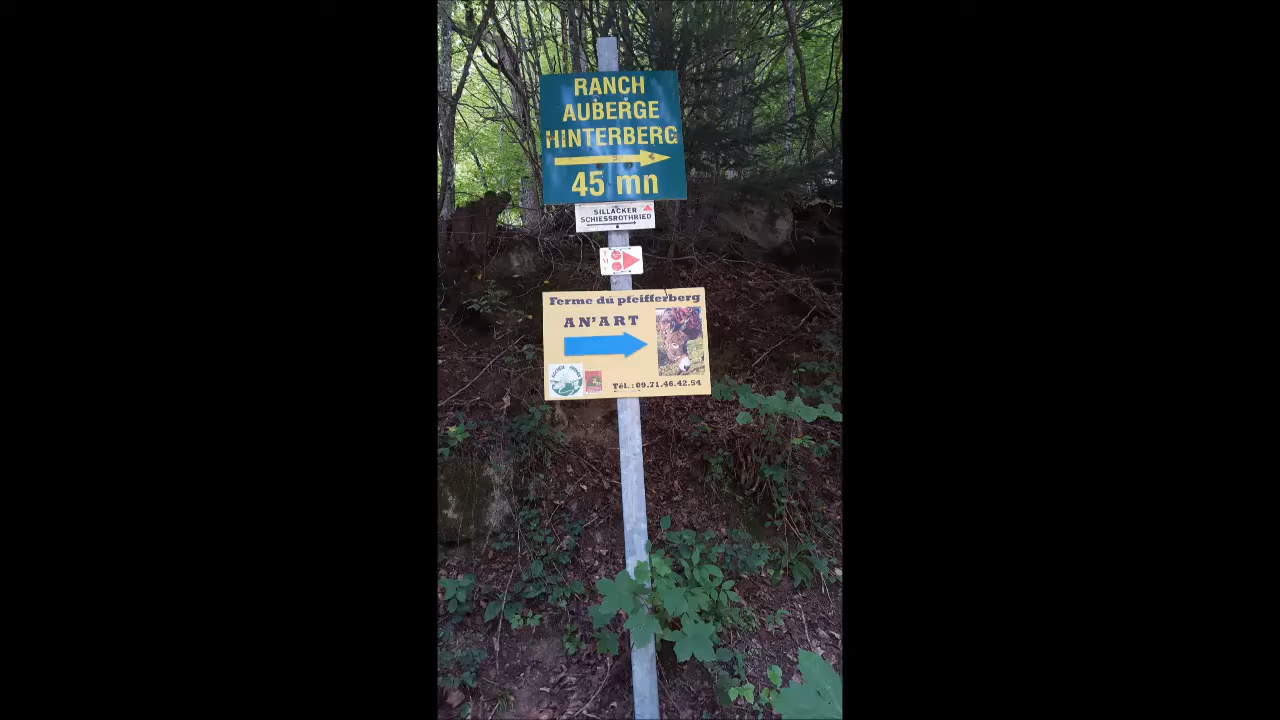 RANCH
AUBERGE
HINTERBERG
45 mn
SILLACKER
SCHIESSROTHRIED
Ferme du pfeifferberg
AN'ART
Tél.: 09.71.46.42.54